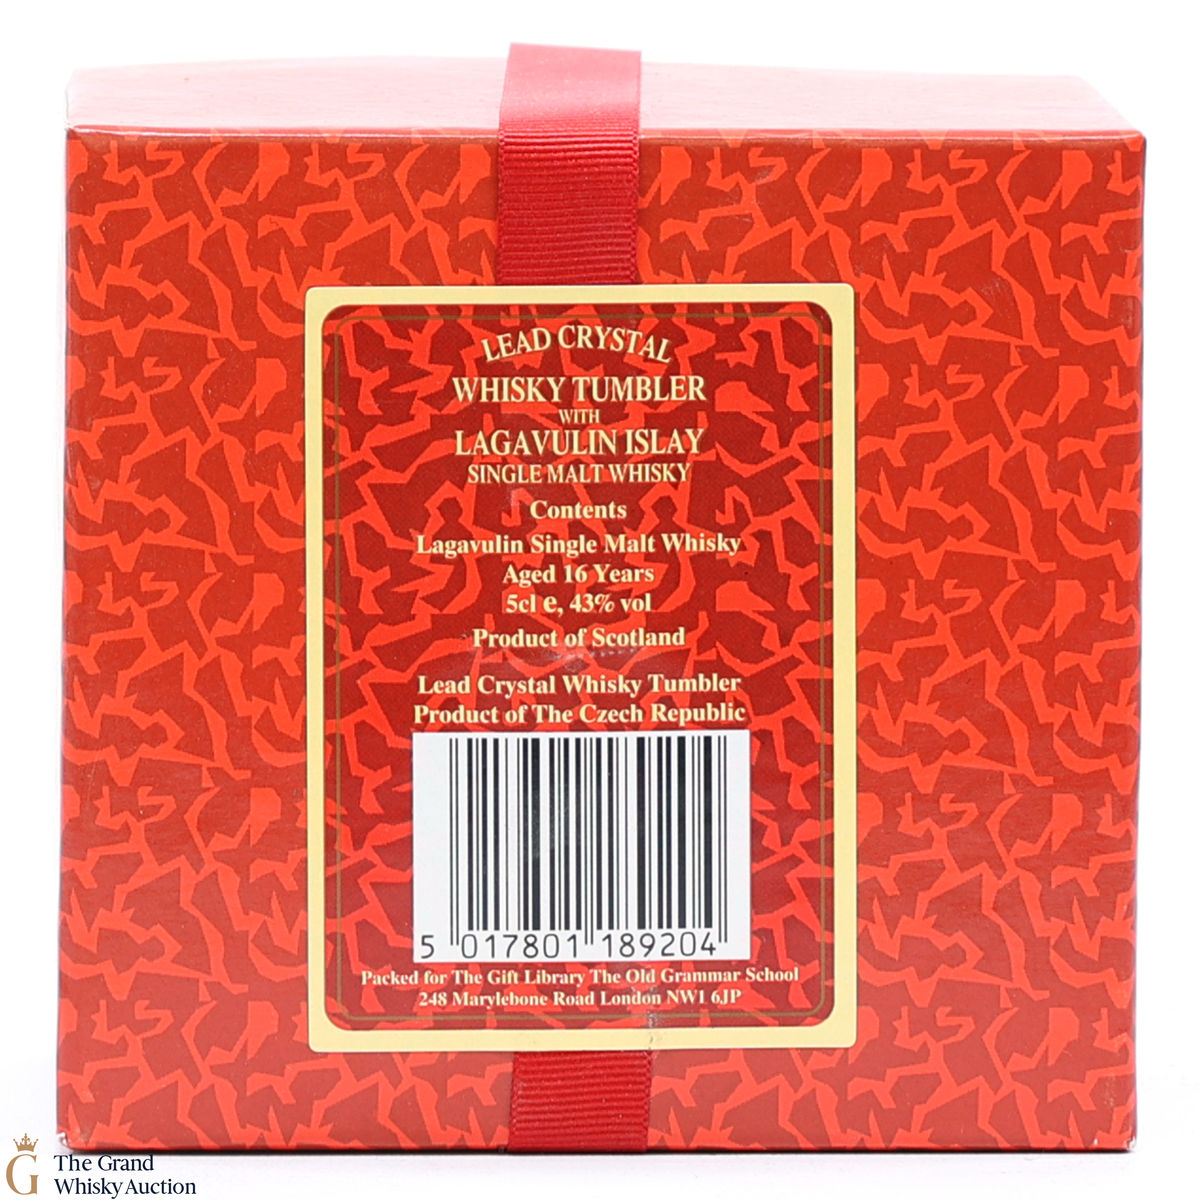 LEAD CRYSTAL
WHISKY TUMBLER
WITH
LAGAVULIN ISLAY
SINGLE MALT WHISKY
Contents
Lagavulin Single Malt Whisky
Aged 16 Years
5cl e, 43% vol
Product of Scotland
Lead Crystal Whisky Tumbler
Product of The Czech Republic
5 017801 189204
Packed for The Gift Library The Old Grammar School
248 Marylebone Road London NW1 6JP
G The Grand
Whisky Auction